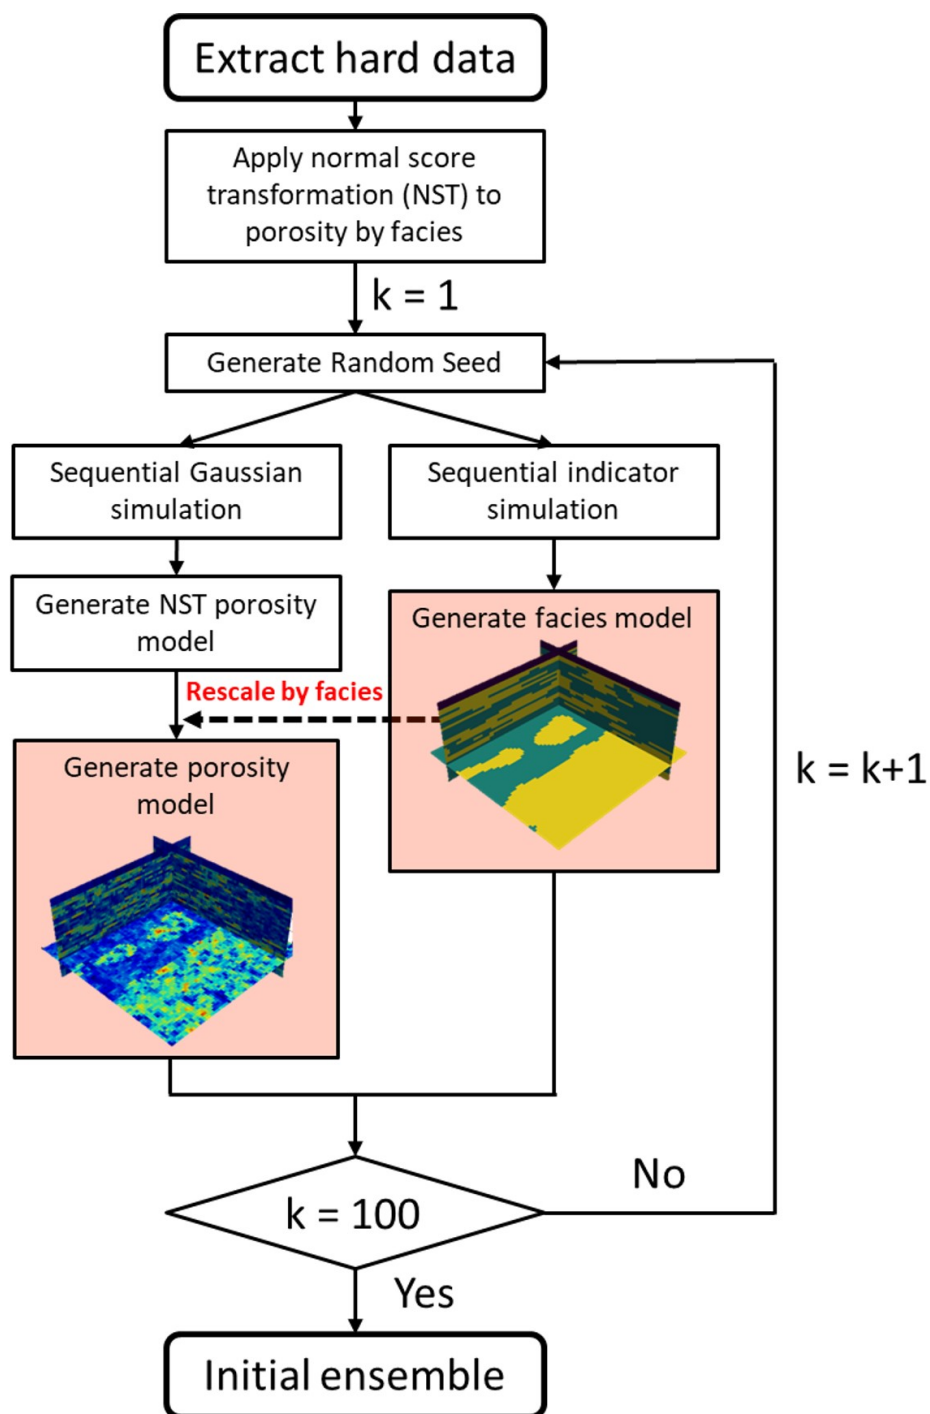 Extract hard data
Apply normal score
transformation (NST) to
porosity by facies
k = 1
Generate Random Seed
Sequential Gaussian
simulation
Sequential indicator
simulation
Generate NST porosity
model
Generate facies model
Rescale by facies
Generate porosity
model
k = k+1
k = 100
No
Yes
Initial ensemble